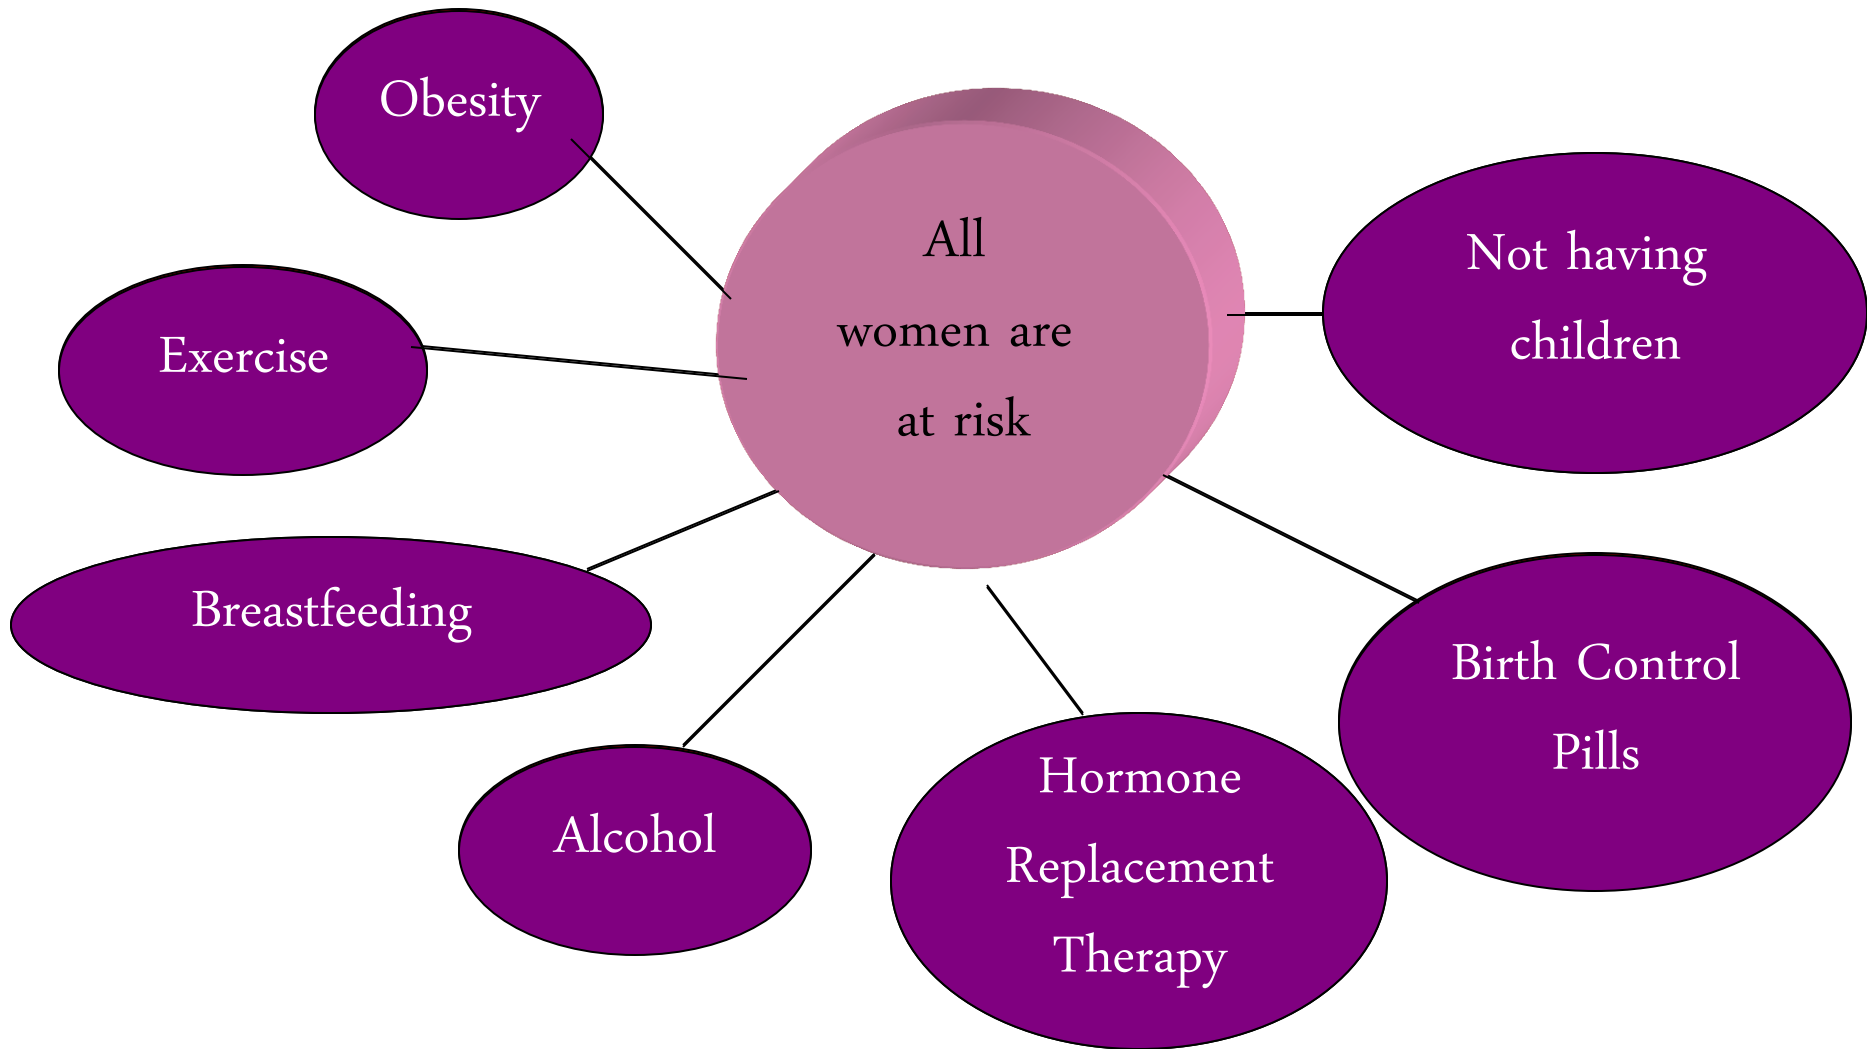 Obesity
All
women are
at risk
Not having
children
Exercise
Breastfeeding
Birth Control
Pills
Alcohol
Hormone
Replacement
Therapy